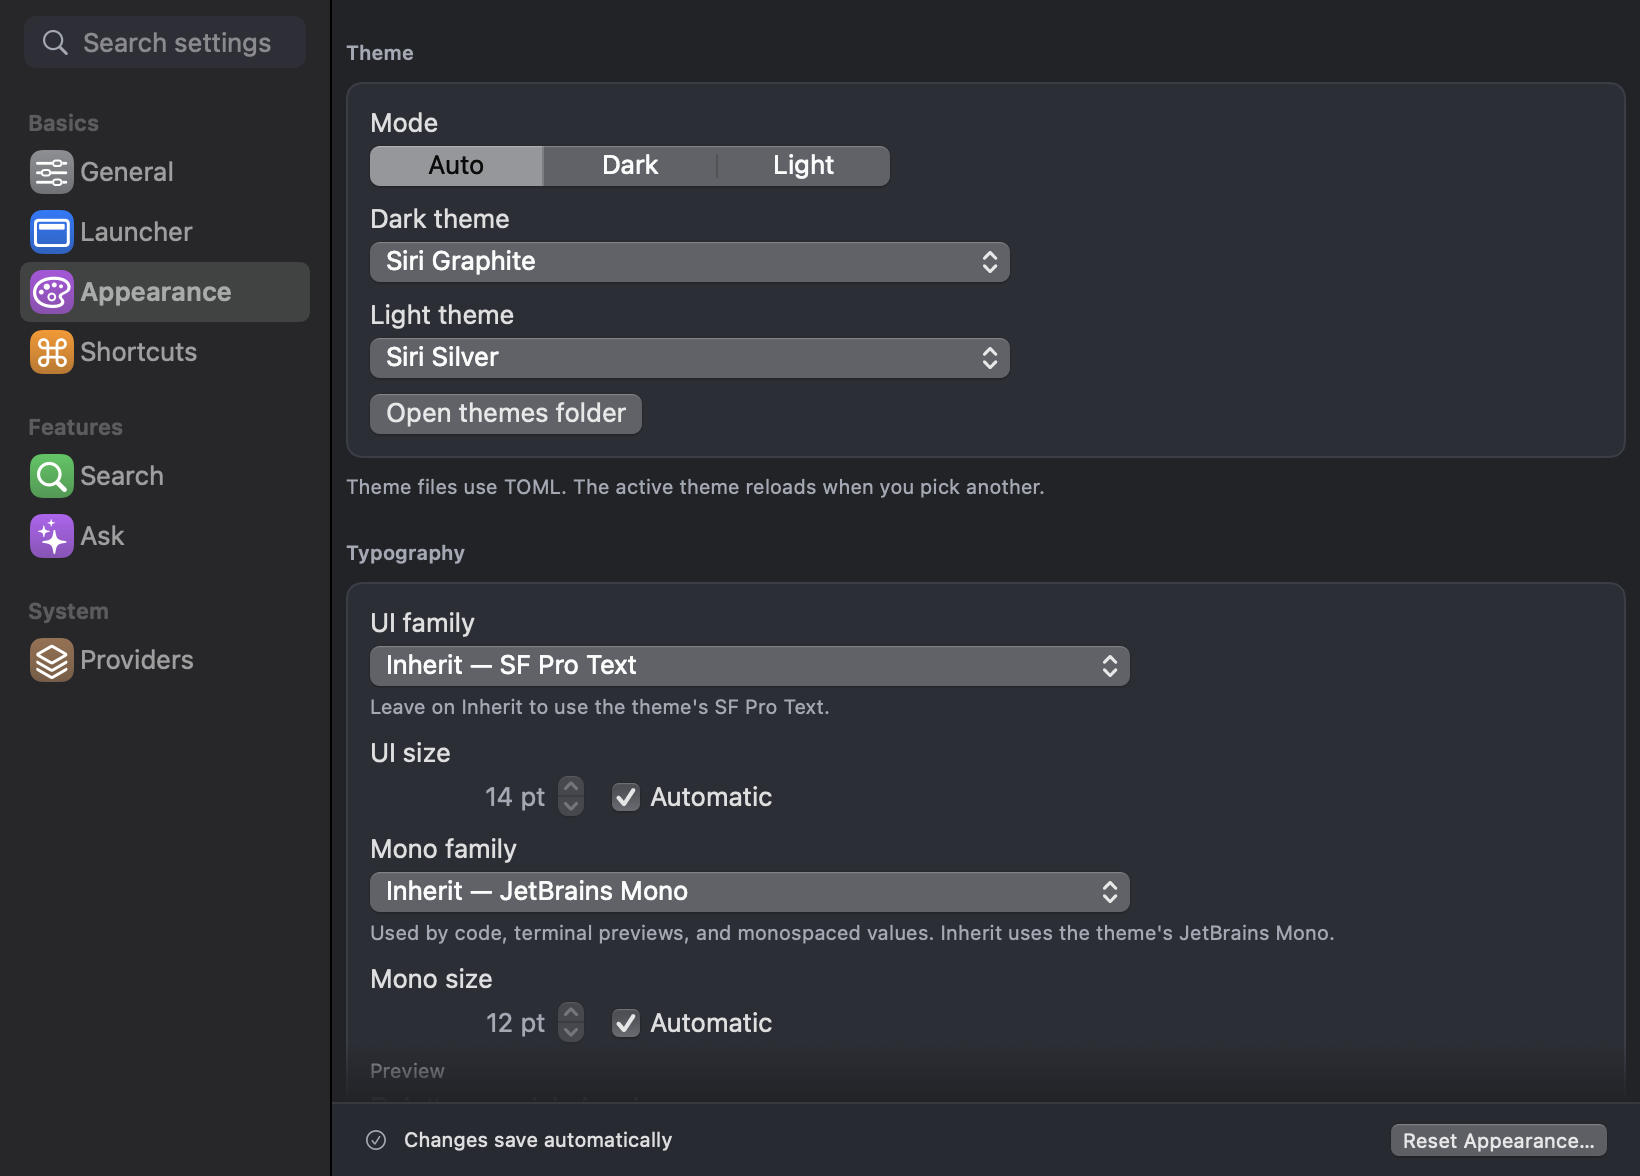 Search settings
Basics
General
Launcher
Appearance
Shortcuts
Features
Search
Ask
System
Providers
Theme
Mode
Auto
Dark
Light
Dark theme
Siri Graphite
Light theme
Siri Silver
Open themes folder
Theme files use TOML. The active theme reloads when you pick another.
Typography
UI family
Inherit — SF Pro Text
Leave on Inherit to use the theme's SF Pro Text.
UI size
14 pt
Automatic
Mono family
Inherit — JetBrains Mono
Used by code, terminal previews, and monospaced values. Inherit uses the theme's JetBrains Mono.
Mono size
12 pt
Automatic
Preview
Changes save automatically
Reset Appearance...